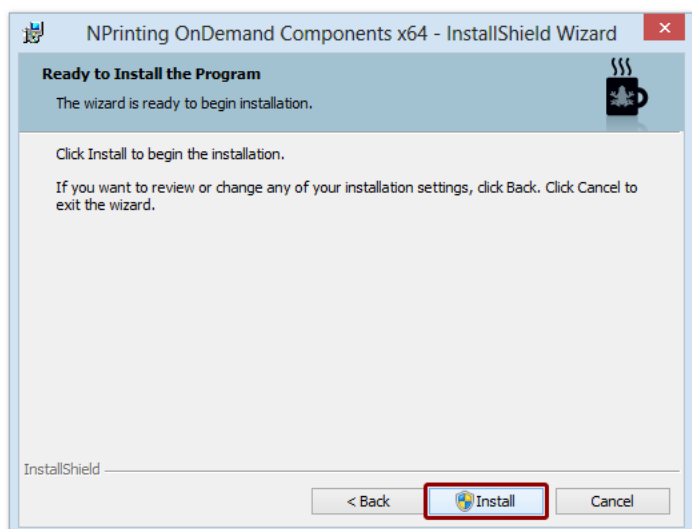 NPrinting OnDemand Components x64 - InstallShield Wizard
Ready to Install the Program
The wizard is ready to begin installation.
Click Install to begin the installation.
If you want to review or change any of your installation settings, click Back. Click Cancel to
exit the wizard.
InstallShield
< Back Install Cancel